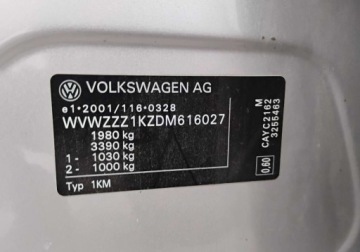 VOLKSWAGEN AG
e1*2001/116*0328
WVWZZZ1KZDM616027
1980 kg
3390 kg
1 - 1030 kg
2 - 1000 kg
Typ 1KM
M
CAYC2162
3255463
0,60